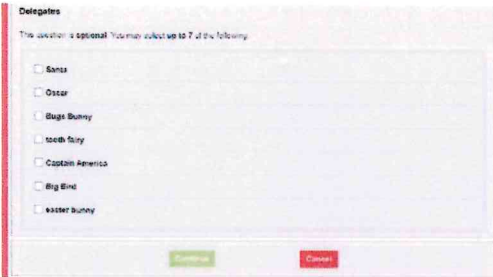 Delegates
This question is optional. You may select up to 7 of the following.
Santa
Oscar
Bugs Bunny
tooth fairy
Captain America
Big Bird
easter bunny
Continue
Cancel